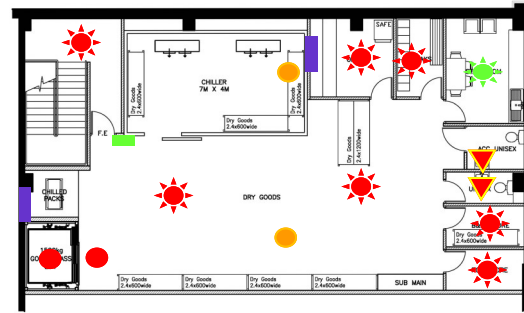 SAFE
CHILLER
7M X 4M
Dry Goods
2.4x600wide
Dry Goods
2.4x600wide
Dry Goods
2.4x600wide
F.E
Dry Goods
2.4x1200wide
ACC UNISEX
CHILLED
PACKS
DRY GOODS
Dry Goods
2.4x600wide
Dry Goods
2.4x600wide
Dry Goods
2.4x600wide
Dry Goods
2.4x600wide
Dry Goods
2.4x600wide
SUB MAIN